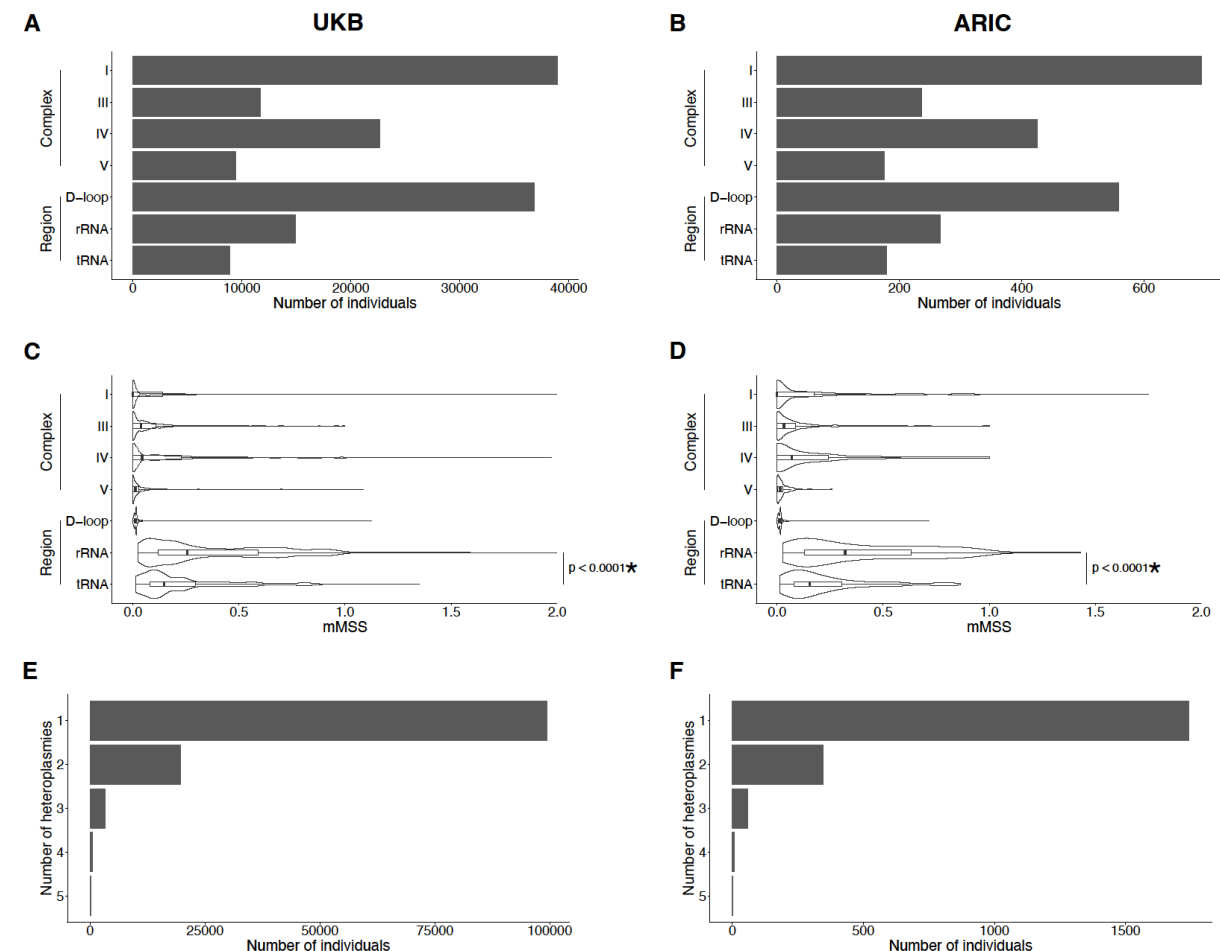 A
UKB
Complex
I
III
IV
V
Region
D-loop
rRNA
tRNA
0 10000 20000 30000 40000
Number of individuals
B
ARIC
Complex
I
III
IV
V
Region
D-loop
rRNA
tRNA
0 200 400 600
Number of individuals
C
Complex
I
III
IV
V
Region
D-loop
rRNA
tRNA
p < 0.0001*
0.0 0.5 1.0 1.5 2.0
mMSS
D
Complex
I
III
IV
V
Region
D-loop
rRNA
tRNA
p < 0.0001*
0.0 0.5 1.0 1.5 2.0
mMSS
E
Number of heteroplasmies
1
2
3
4
5
0 25000 50000 75000 100000
Number of individuals
F
Number of heteroplasmies
1
2
3
4
5
0 500 1000 1500
Number of individuals